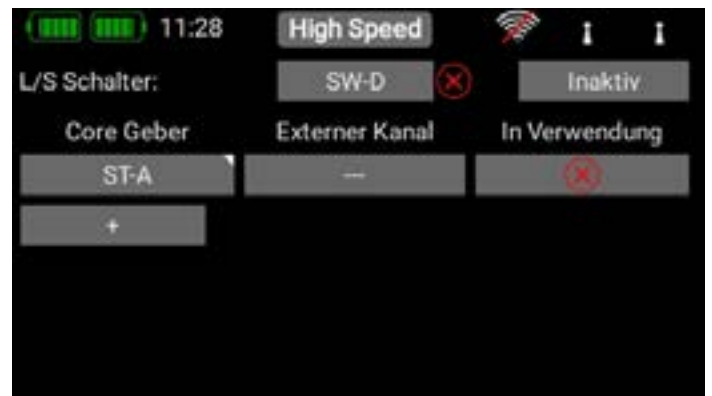 11:28 High Speed
L/S Schalter: SW-D Inaktiv
Core Geber Externer Kanal In Verwendung
ST-A ---
+